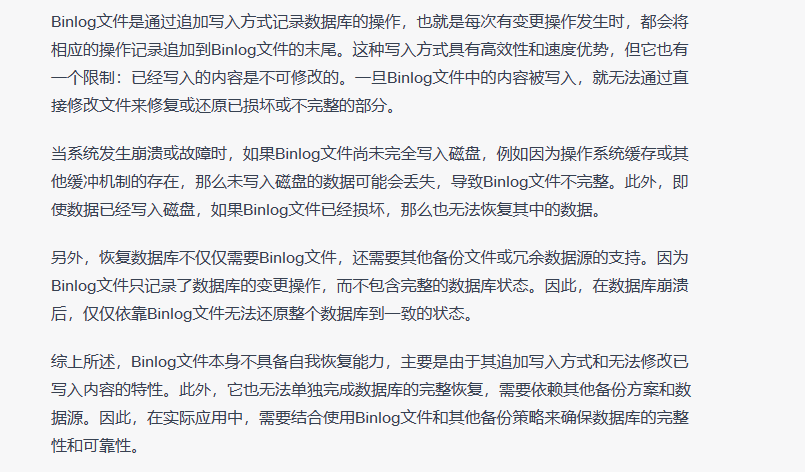 Binlog文件是通过追加写入方式记录数据库的操作，也就是每次有变更操作发生时，都会将
相应的操作记录追加到Binlog文件的末尾。这种写入方式具有高效性和速度优势，但它也有
一个限制：已经写入的内容是不可修改的。一旦Binlog文件中的内容被写入，就无法通过直
接修改文件来修复或还原已损坏或不完整的部分。
当系统发生崩溃或故障时，如果Binlog文件尚未完全写入磁盘，例如因为操作系统缓存或其
他缓冲机制的存在，那么未写入磁盘的数据可能会丢失，导致Binlog文件不完整。此外，即
使数据已经写入磁盘，如果Binlog文件已经损坏，那么也无法恢复其中的数据。
另外，恢复数据库不仅仅需要Binlog文件，还需要其他备份文件或冗余数据源的支持。因为
Binlog文件只记录了数据库的变更操作，而不包含完整的数据库状态。因此，在数据库崩溃
后，仅仅依靠Binlog文件无法还原整个数据库到一致的状态。
综上所述，Binlog文件本身不具备自我恢复能力，主要是由于其追加写入方式和无法修改已
写入内容的特性。此外，它也无法单独完成数据库的完整恢复，需要依赖其他备份方案和数
据源。因此，在实际应用中，需要结合使用Binlog文件和其他备份策略来确保数据库的完整
性和可靠性。